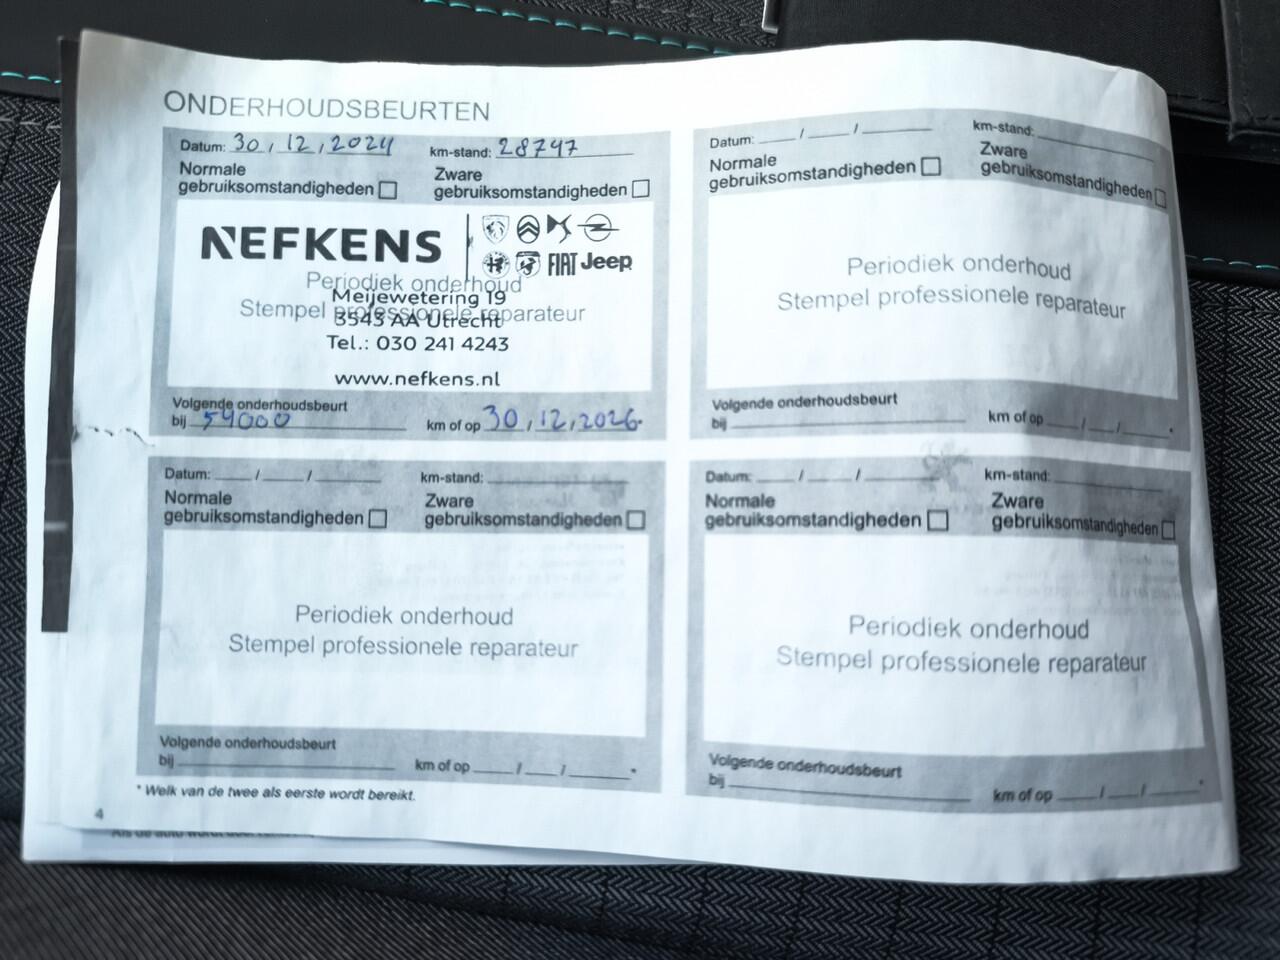 ONDERHOUDSBEURTEN
Datum: 30, 12, 2024 km-stand: 28747
Normale gebruiksomstandigheden
Zware gebruiksomstandigheden
NEFKENS
FIAT Jeep
Periodiek onderhoud
Meijewetering 19
Stempel professionele reparateur
3543 AA Utrecht
Tel.: 030 241 4243
www.nefkens.nl
Volgende onderhoudsbeurt
bij 59000 km of op 30, 12, 2026.
Datum: / / km-stand:
Normale gebruiksomstandigheden
Zware gebruiksomstandigheden
Periodiek onderhoud
Stempel professionele reparateur
Volgende onderhoudsbeurt
bij km of op / / *
Datum: / / km-stand:
Normale gebruiksomstandigheden
Zware gebruiksomstandigheden
Periodiek onderhoud
Stempel professionele reparateur
Volgende onderhoudsbeurt
bij km of op / / *
Datum: / / km-stand:
Normale gebruiksomstandigheden
Zware gebruiksomstandigheden
Periodiek onderhoud
Stempel professionele reparateur
Volgende onderhoudsbeurt
bij km of op / / *
* Welk van de twee als eerste wordt bereikt.
4